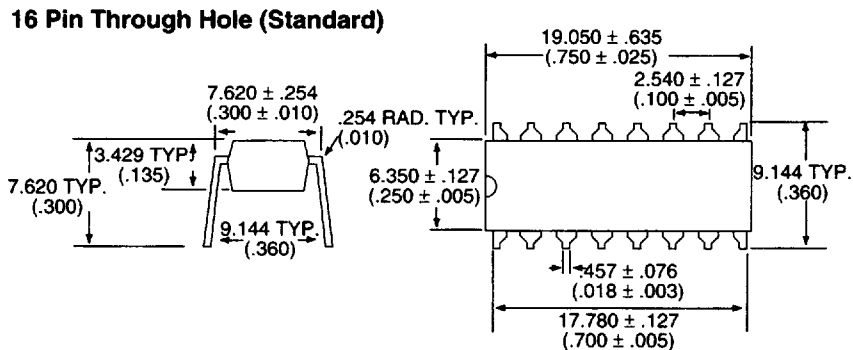 16 Pin Through Hole (Standard)
19.050 ± .635
(.750 ± .025)
7.620 ± .254
(.300 ± .010)
2.540 ± .127
(.100 ± .005)
.254 RAD. TYP.
(.010)
3.429 TYP.
(.135)
7.620 TYP.
(.300)
6.350 ± .127
(.250 ± .005)
9.144 TYP.
(.360)
9.144 TYP.
(.360)
.457 ± .076
(.018 ± .003)
17.780 ± .127
(.700 ± .005)